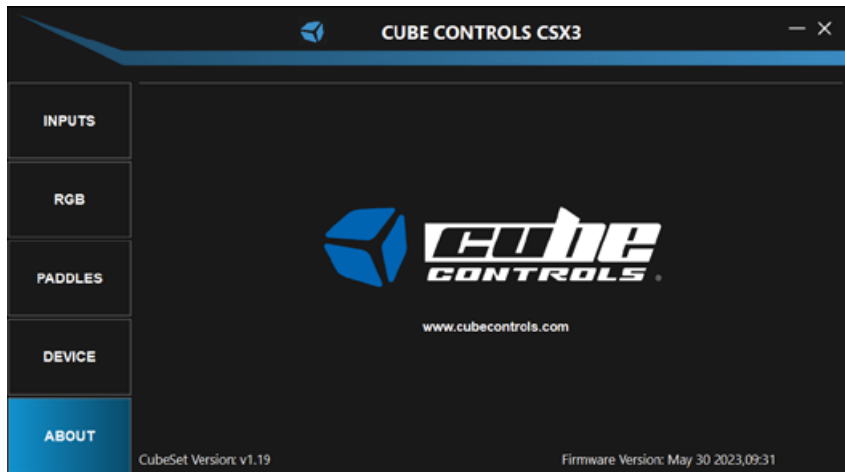 CUBE CONTROLS CSX3
INPUTS
RGB
PADDLES
DEVICE
ABOUT
cube
CONTROLS
www.cubecontrols.com
CubeSet Version: v1.19
Firmware Version: May 30 2023,09:31